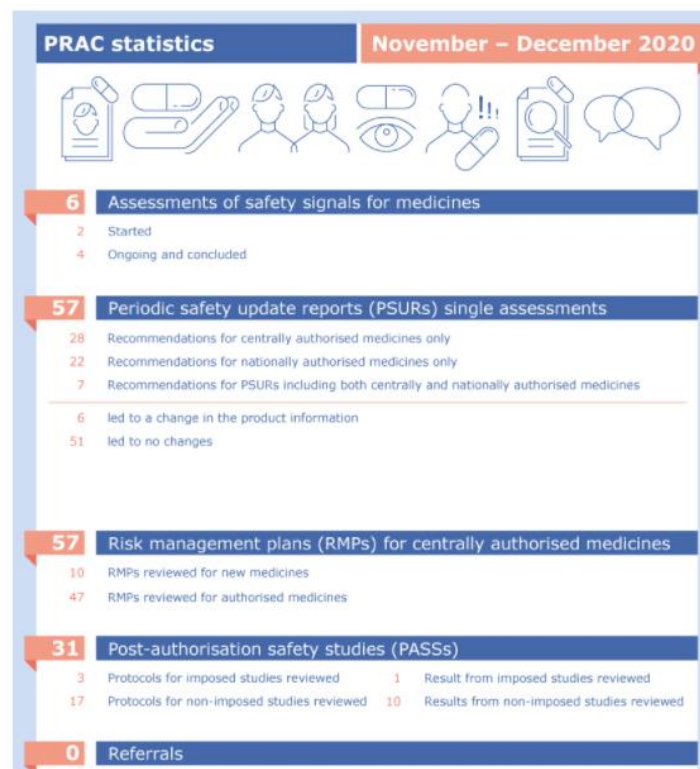 PRAC statistics
November – December 2020
6 Assessments of safety signals for medicines
2 Started
4 Ongoing and concluded
57 Periodic safety update reports (PSURs) single assessments
28 Recommendations for centrally authorised medicines only
22 Recommendations for nationally authorised medicines only
7 Recommendations for PSURs including both centrally and nationally authorised medicines
6 led to a change in the product information
51 led to no changes
57 Risk management plans (RMPs) for centrally authorised medicines
10 RMPs reviewed for new medicines
47 RMPs reviewed for authorised medicines
31 Post-authorisation safety studies (PASSs)
3 Protocols for imposed studies reviewed 1 Result from imposed studies reviewed
17 Protocols for non-imposed studies reviewed 10 Results from non-imposed studies reviewed
0 Referrals